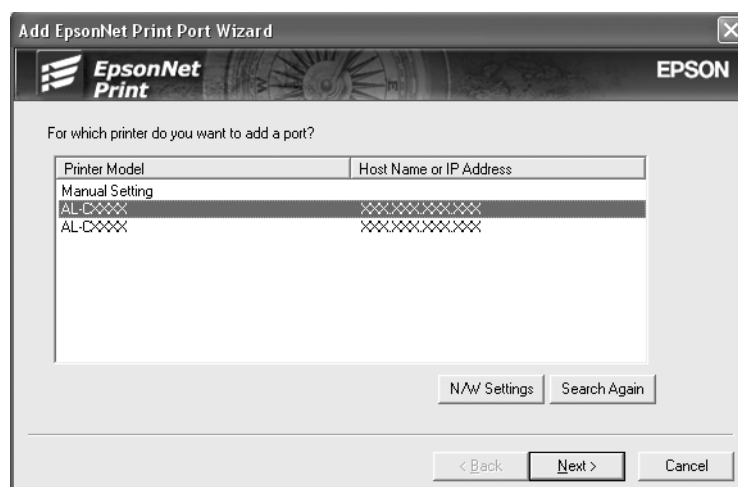 Add EpsonNet Print Port Wizard
EpsonNet
Print
EPSON
For which printer do you want to add a port?
Printer Model Host Name or IP Address
Manual Setting
AL-CXXXX XXX.XXX.XXX.XXX
AL-CXXXX XXX.XXX.XXX.XXX
N/W Settings Search Again
< Back Next > Cancel